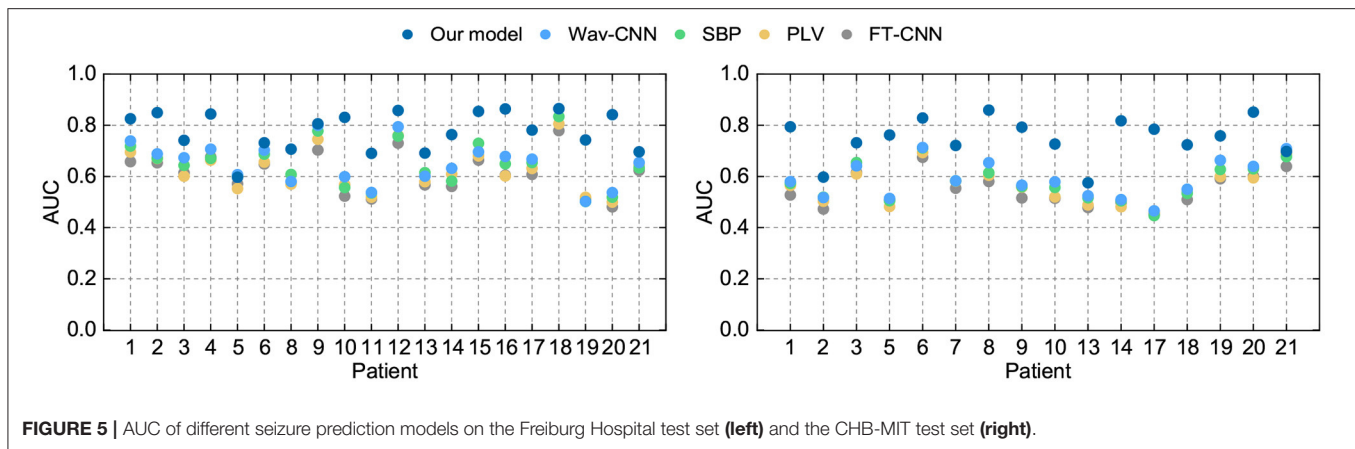 Our model Wav-CNN SBP PLV FT-CNN
1.0
0.8
0.6
0.4
0.2
0.0
AUC
1 2 3 4 5 6 8 9 10 11 12 13 14 15 16 17 18 19 20 21
Patient
1.0
0.8
0.6
0.4
0.2
0.0
AUC
1 2 3 5 6 7 8 9 10 13 14 17 18 19 20 21
Patient
FIGURE 5 | AUC of different seizure prediction models on the Freiburg Hospital test set (left) and the CHB-MIT test set (right).